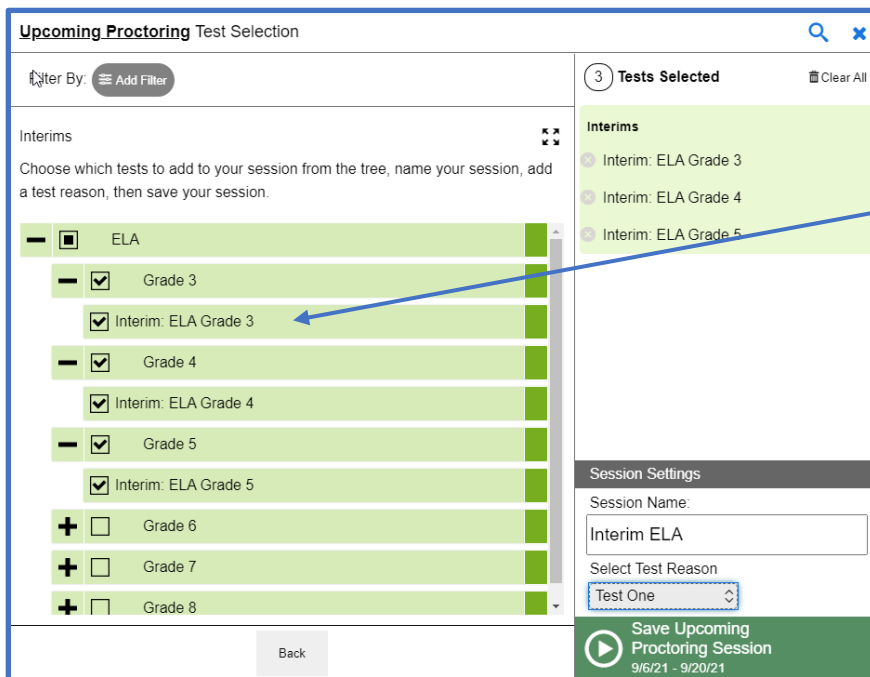 Upcoming Proctoring Test Selection
Filter By: Add Filter
Interims
Choose which tests to add to your session from the tree, name your session, add
a test reason, then save your session.
ELA
Grade 3
Interim: ELA Grade 3
Grade 4
Interim: ELA Grade 4
Grade 5
Interim: ELA Grade 5
Grade 6
Grade 7
Grade 8
Back
3 Tests Selected Clear All
Interims
Interim: ELA Grade 3
Interim: ELA Grade 4
Interim: ELA Grade 5
Session Settings
Session Name:
Interim ELA
Select Test Reason
Test One
Save Upcoming
Proctoring Session
9/6/21 - 9/20/21